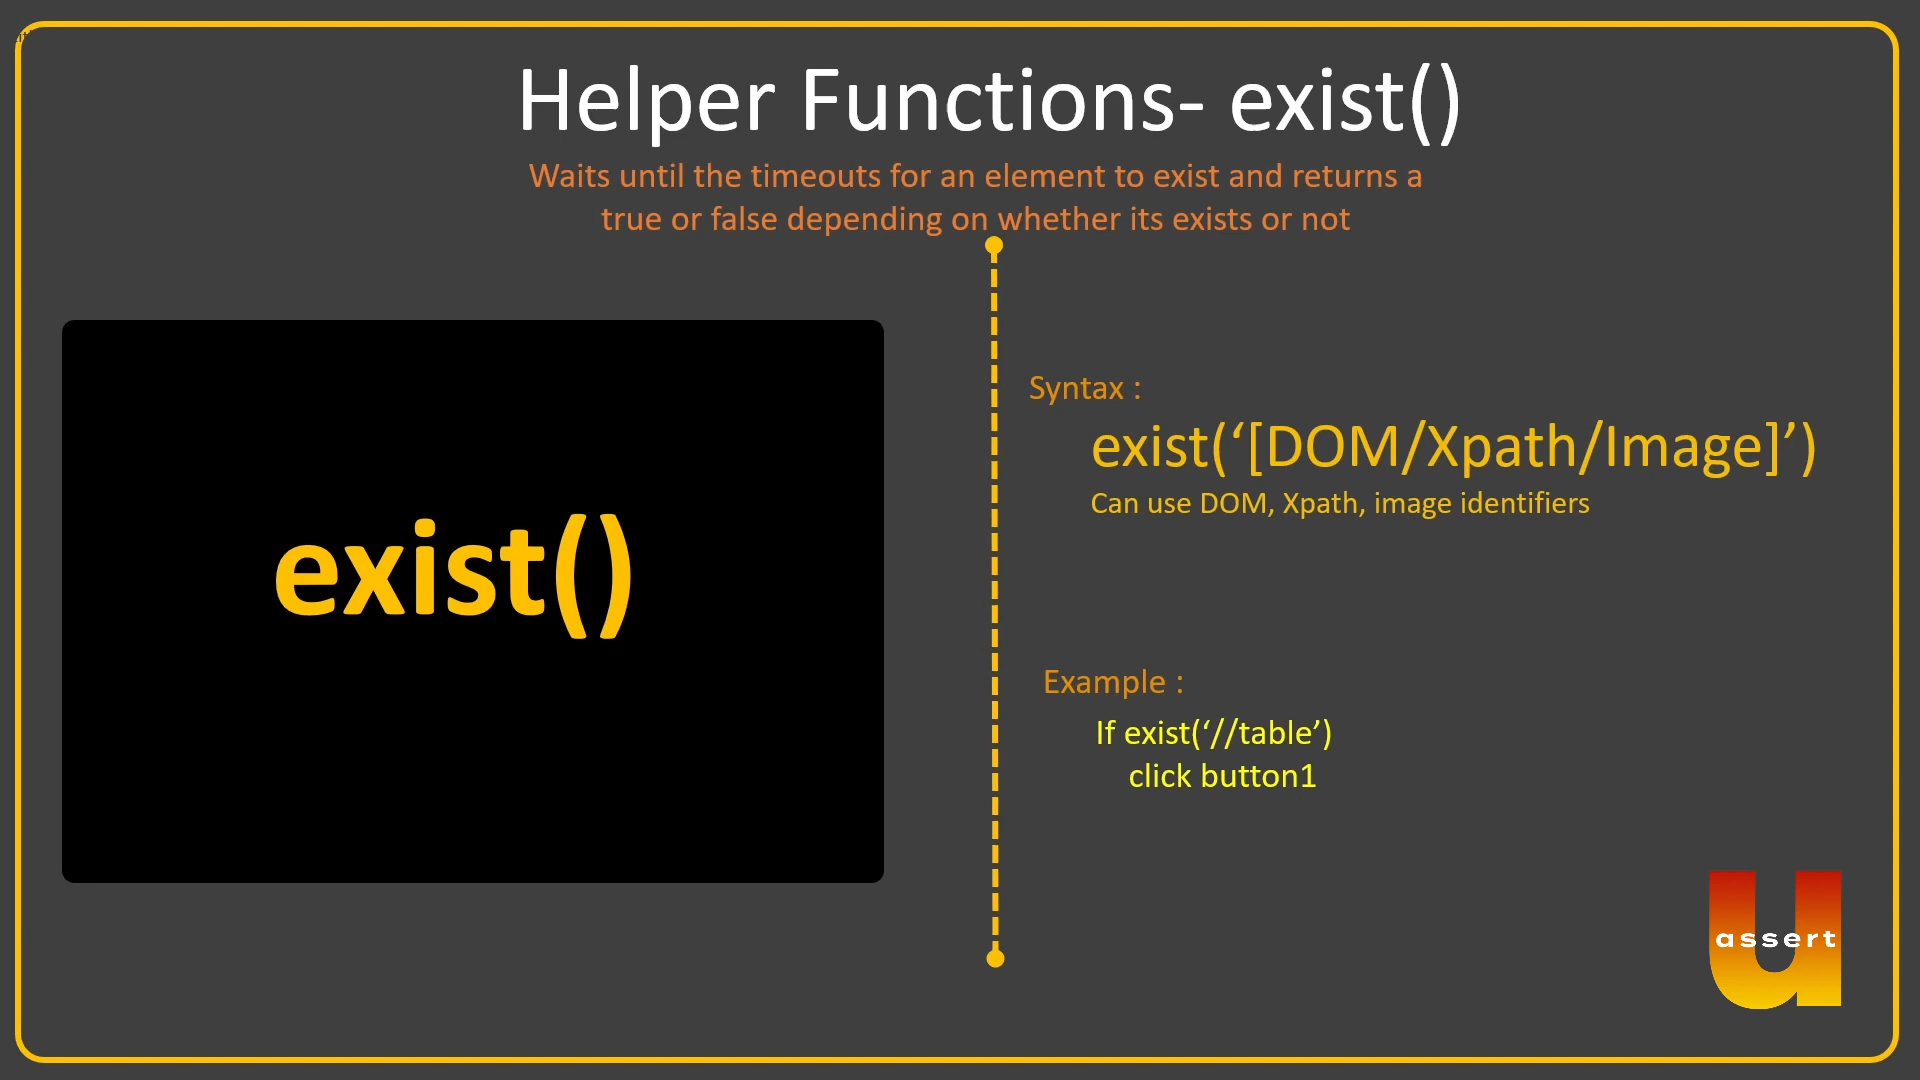 Helper Functions- exist()
Waits until the timeouts for an element to exist and returns a
true or false depending on whether its exists or not
exist()
Syntax :
exist(‘[DOM/Xpath/Image]’)
Can use DOM, Xpath, image identifiers
Example :
If exist(‘//table’)
click button1
assert
u